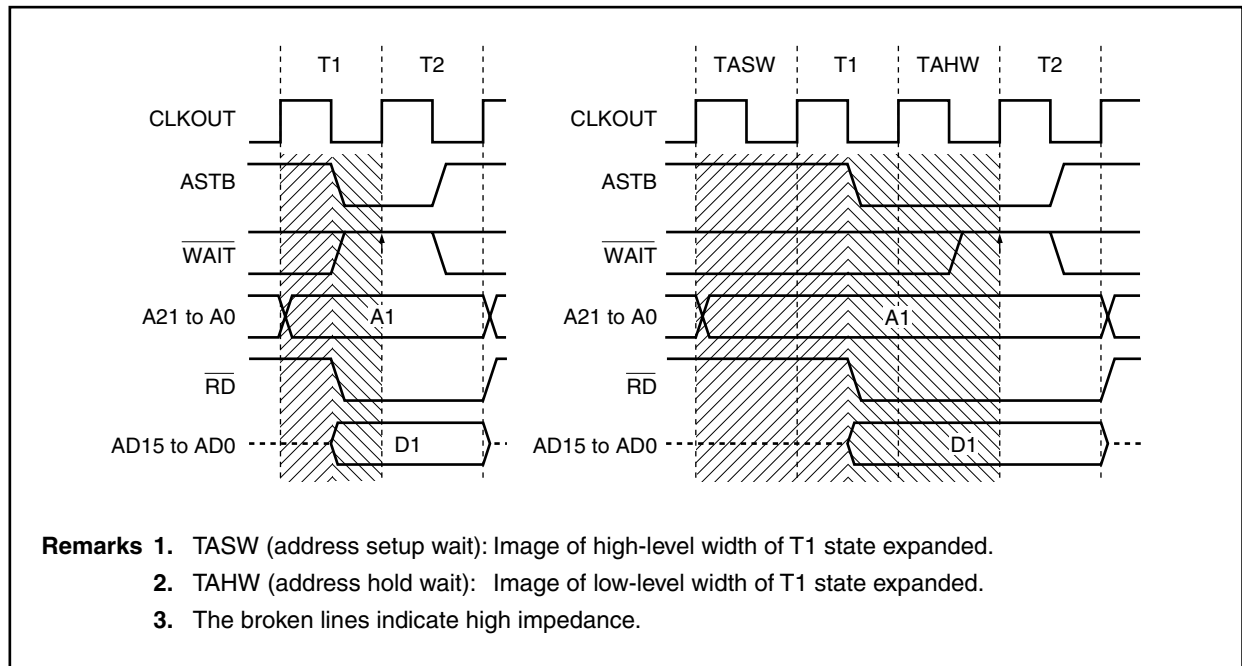 T1 T2 TASW T1 TAHW T2
CLKOUT CLKOUT
ASTB ASTB
WAIT WAIT
A21 to A0 A1 A21 to A0 A1
RD RD
AD15 to AD0 D1 AD15 to AD0 D1
Remarks 1. TASW (address setup wait): Image of high-level width of T1 state expanded.
2. TAHW (address hold wait): Image of low-level width of T1 state expanded.
3. The broken lines indicate high impedance.